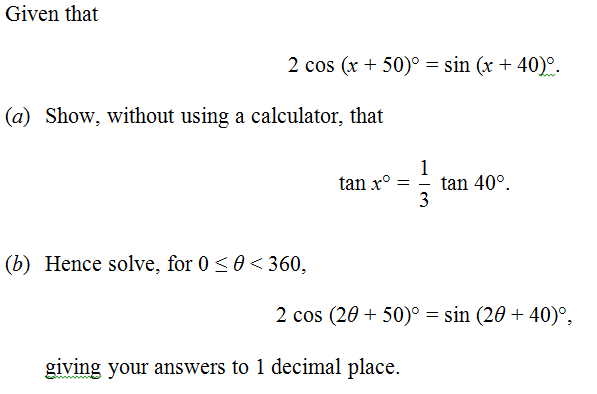 Given that
2 cos (x + 50)° = sin (x + 40)°.
(a) Show, without using a calculator, that
tan x° = 1/3 tan 40°.
(b) Hence solve, for 0 ≤ θ < 360,
2 cos (2θ + 50)° = sin (2θ + 40)°,
giving your answers to 1 decimal place.